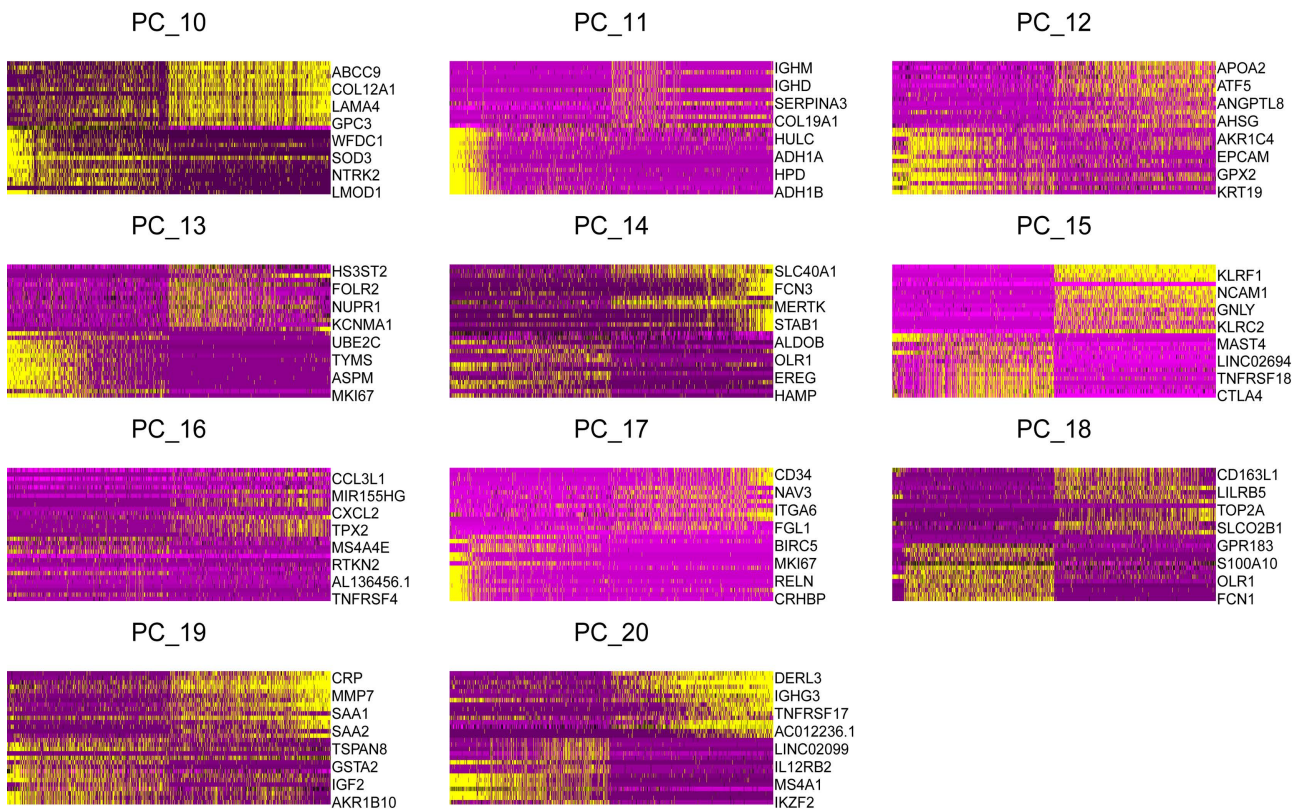 PC_10
ABCC9
COL12A1
LAMA4
GPC3
WFDC1
SOD3
NTRK2
LMOD1
PC_11
IGHM
IGHD
SERPINA3
COL19A1
HULC
ADH1A
HPD
ADH1B
PC_12
APOA2
ATF5
ANGPTL8
AHSG
AKR1C4
EPCAM
GPX2
KRT19
PC_13
HS3ST2
FOLR2
NUPR1
KCNMA1
UBE2C
TYMS
ASPM
MKI67
PC_14
SLC40A1
FCN3
MERTK
STAB1
ALDOB
OLR1
EREG
HAMP
PC_15
KLRF1
NCAM1
GNLY
KLRC2
MAST4
LINC02694
TNFRSF18
CTLA4
PC_16
CCL3L1
MIR155HG
CXCL2
TPX2
MS4A4E
RTKN2
AL136456.1
TNFRSF4
PC_17
CD34
NAV3
ITGA6
FGL1
BIRC5
MKI67
RELN
CRHBP
PC_18
CD163L1
LILRB5
TOP2A
SLCO2B1
GPR183
S100A10
OLR1
FCN1
PC_19
CRP
MMP7
SAA1
SAA2
TSPAN8
GSTA2
IGF2
AKR1B10
PC_20
DERL3
IGHG3
TNFRSF17
AC012236.1
LINC02099
IL12RB2
MS4A1
IKZF2